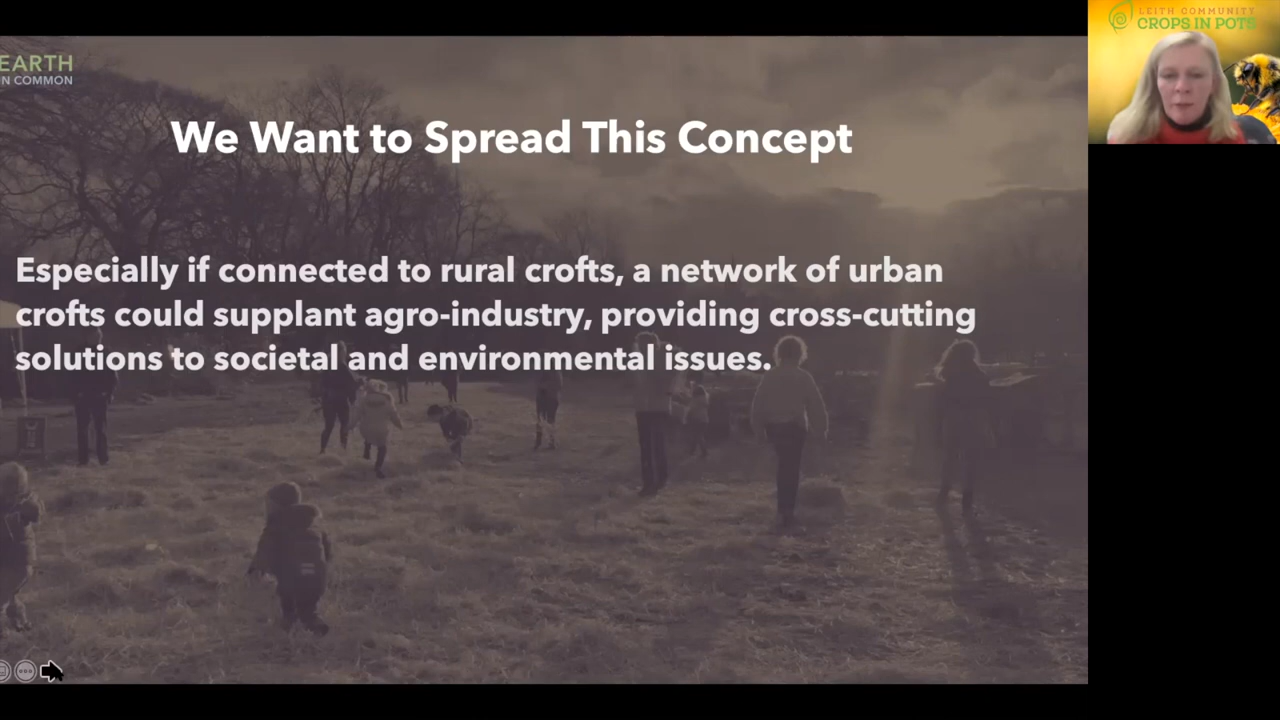 LEITH COMMUNITY
CROPS IN POTS
EARTH
N COMMON
We Want to Spread This Concept
Especially if connected to rural crofts, a network of urban
crofts could supplant agro-industry, providing cross-cutting
solutions to societal and environmental issues.